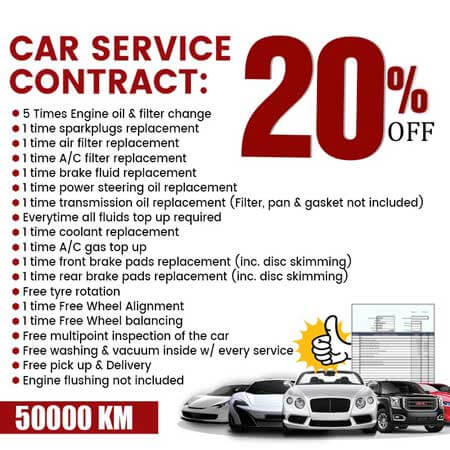 CAR SERVICE
CONTRACT:
20%
OFF
5 Times Engine oil & filter change
1 time sparkplugs replacement
1 time air filter replacement
1 time A/C filter replacement
1 time brake fluid replacement
1 time power steering oil replacement
1 time transmission oil replacement (Filter, pan & gasket not included)
Everytime all fluids top up required
1 time coolant replacement
1 time A/C gas top up
1 time front brake pads replacement (inc. disc skimming)
1 time rear brake pads replacement (inc. disc skimming)
Free tyre rotation
1 time Free Wheel Alignment
1 time Free Wheel balancing
Free multipoint inspection of the car
Free washing & vacuum inside w/ every service
Free pick up & Delivery
Engine flushing not included
50000 KM